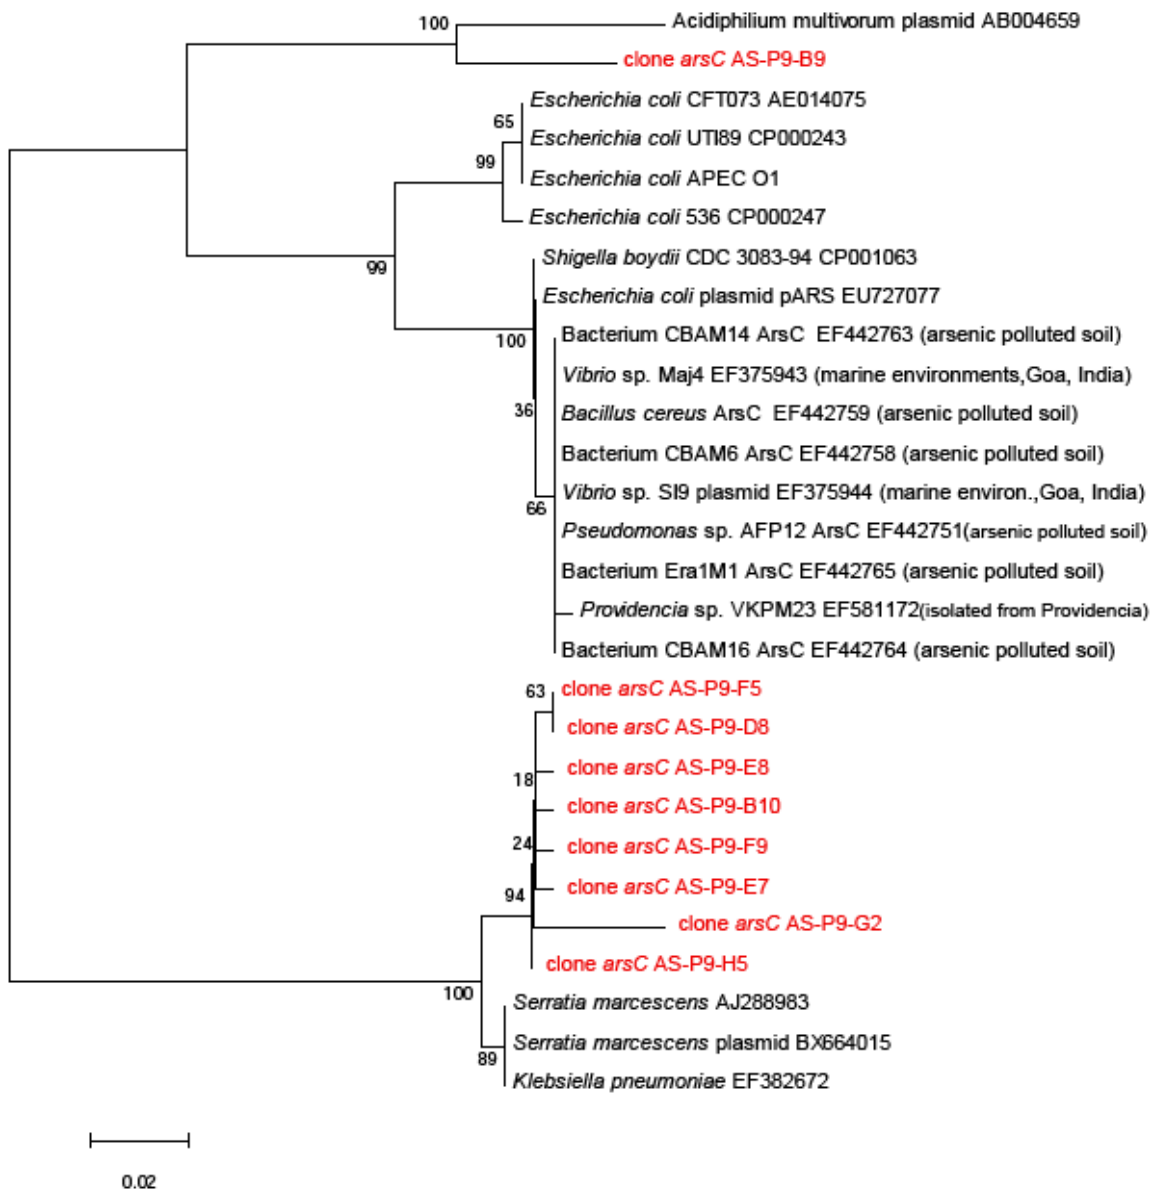 100
Acidiphilium multivorum plasmid AB004659
clone arsC AS-P9-B9
Escherichia coli CFT073 AE014075
65
Escherichia coli UTI89 CP000243
99
Escherichia coli APEC O1
Escherichia coli 536 CP000247
99
Shigella boydii CDC 3083-94 CP001063
Escherichia coli plasmid pARS EU727077
100
Bacterium CBAM14 ArsC EF442763 (arsenic polluted soil)
Vibrio sp. Maj4 EF375943 (marine environments,Goa, India)
36
Bacillus cereus ArsC EF442759 (arsenic polluted soil)
Bacterium CBAM6 ArsC EF442758 (arsenic polluted soil)
Vibrio sp. SI9 plasmid EF375944 (marine environ.,Goa, India)
66
Pseudomonas sp. AFP12 ArsC EF442751(arsenic polluted soil)
Bacterium Era1M1 ArsC EF442765 (arsenic polluted soil)
Providencia sp. VKPM23 EF581172(isolated from Providencia)
Bacterium CBAM16 ArsC EF442764 (arsenic polluted soil)
63
clone arsC AS-P9-F5
clone arsC AS-P9-D8
18
clone arsC AS-P9-E8
clone arsC AS-P9-B10
24
clone arsC AS-P9-F9
94
clone arsC AS-P9-E7
clone arsC AS-P9-G2
clone arsC AS-P9-H5
100
Serratia marcescens AJ288983
Serratia marcescens plasmid BX664015
89
Klebsiella pneumoniae EF382672
0.02